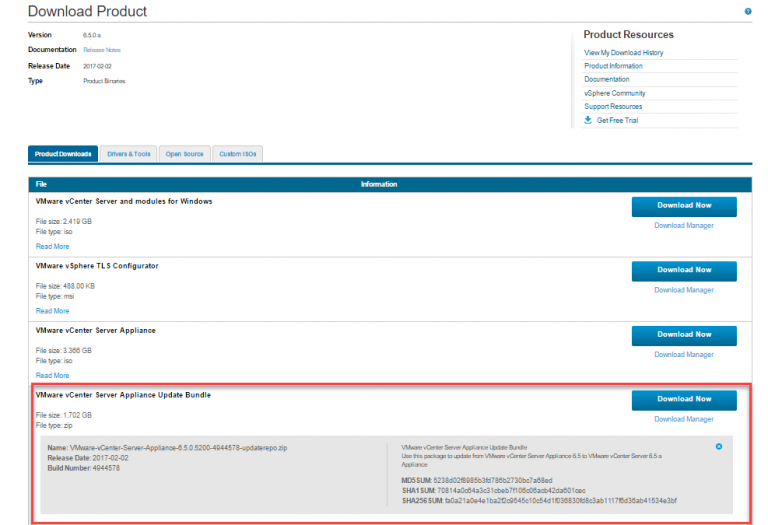 Download Product
Version 6.5.0.a
Documentation Release Notes
Release Date 2017-02-02
Type Product Binaries
Product Resources
View My Download History
Product Information
Documentation
vSphere Community
Support Resources
Get Free Trial
Product Downloads Drivers & Tools Open Source Custom ISOs
File Information
VMware vCenter Server and modules for Windows
Download Now
File size: 2.419 GB
File type: iso
Download Manager
Read More
VMware vSphere TLS Configurator
Download Now
File size: 488.00 KB
File type: msi
Download Manager
Read More
VMware vCenter Server Appliance
Download Now
File size: 3.366 GB
File type: iso
Download Manager
Read More
VMware vCenter Server Appliance Update Bundle
Download Now
File size: 1.702 GB
File type: zip
Download Manager
Name: VMware-vCenter-Server-Appliance-6.5.0.5200-4944578-updaterepo.zip
Release Date: 2017-02-02
Build Number: 4944578
VMware vCenter Server Appliance Update Bundle
Use this package to update from VMware vCenter Server Appliance 6.5 to VMware vCenter Server 6.5 a
Appliance
MD5SUM:
SHA1SUM:
SHA256SUM: